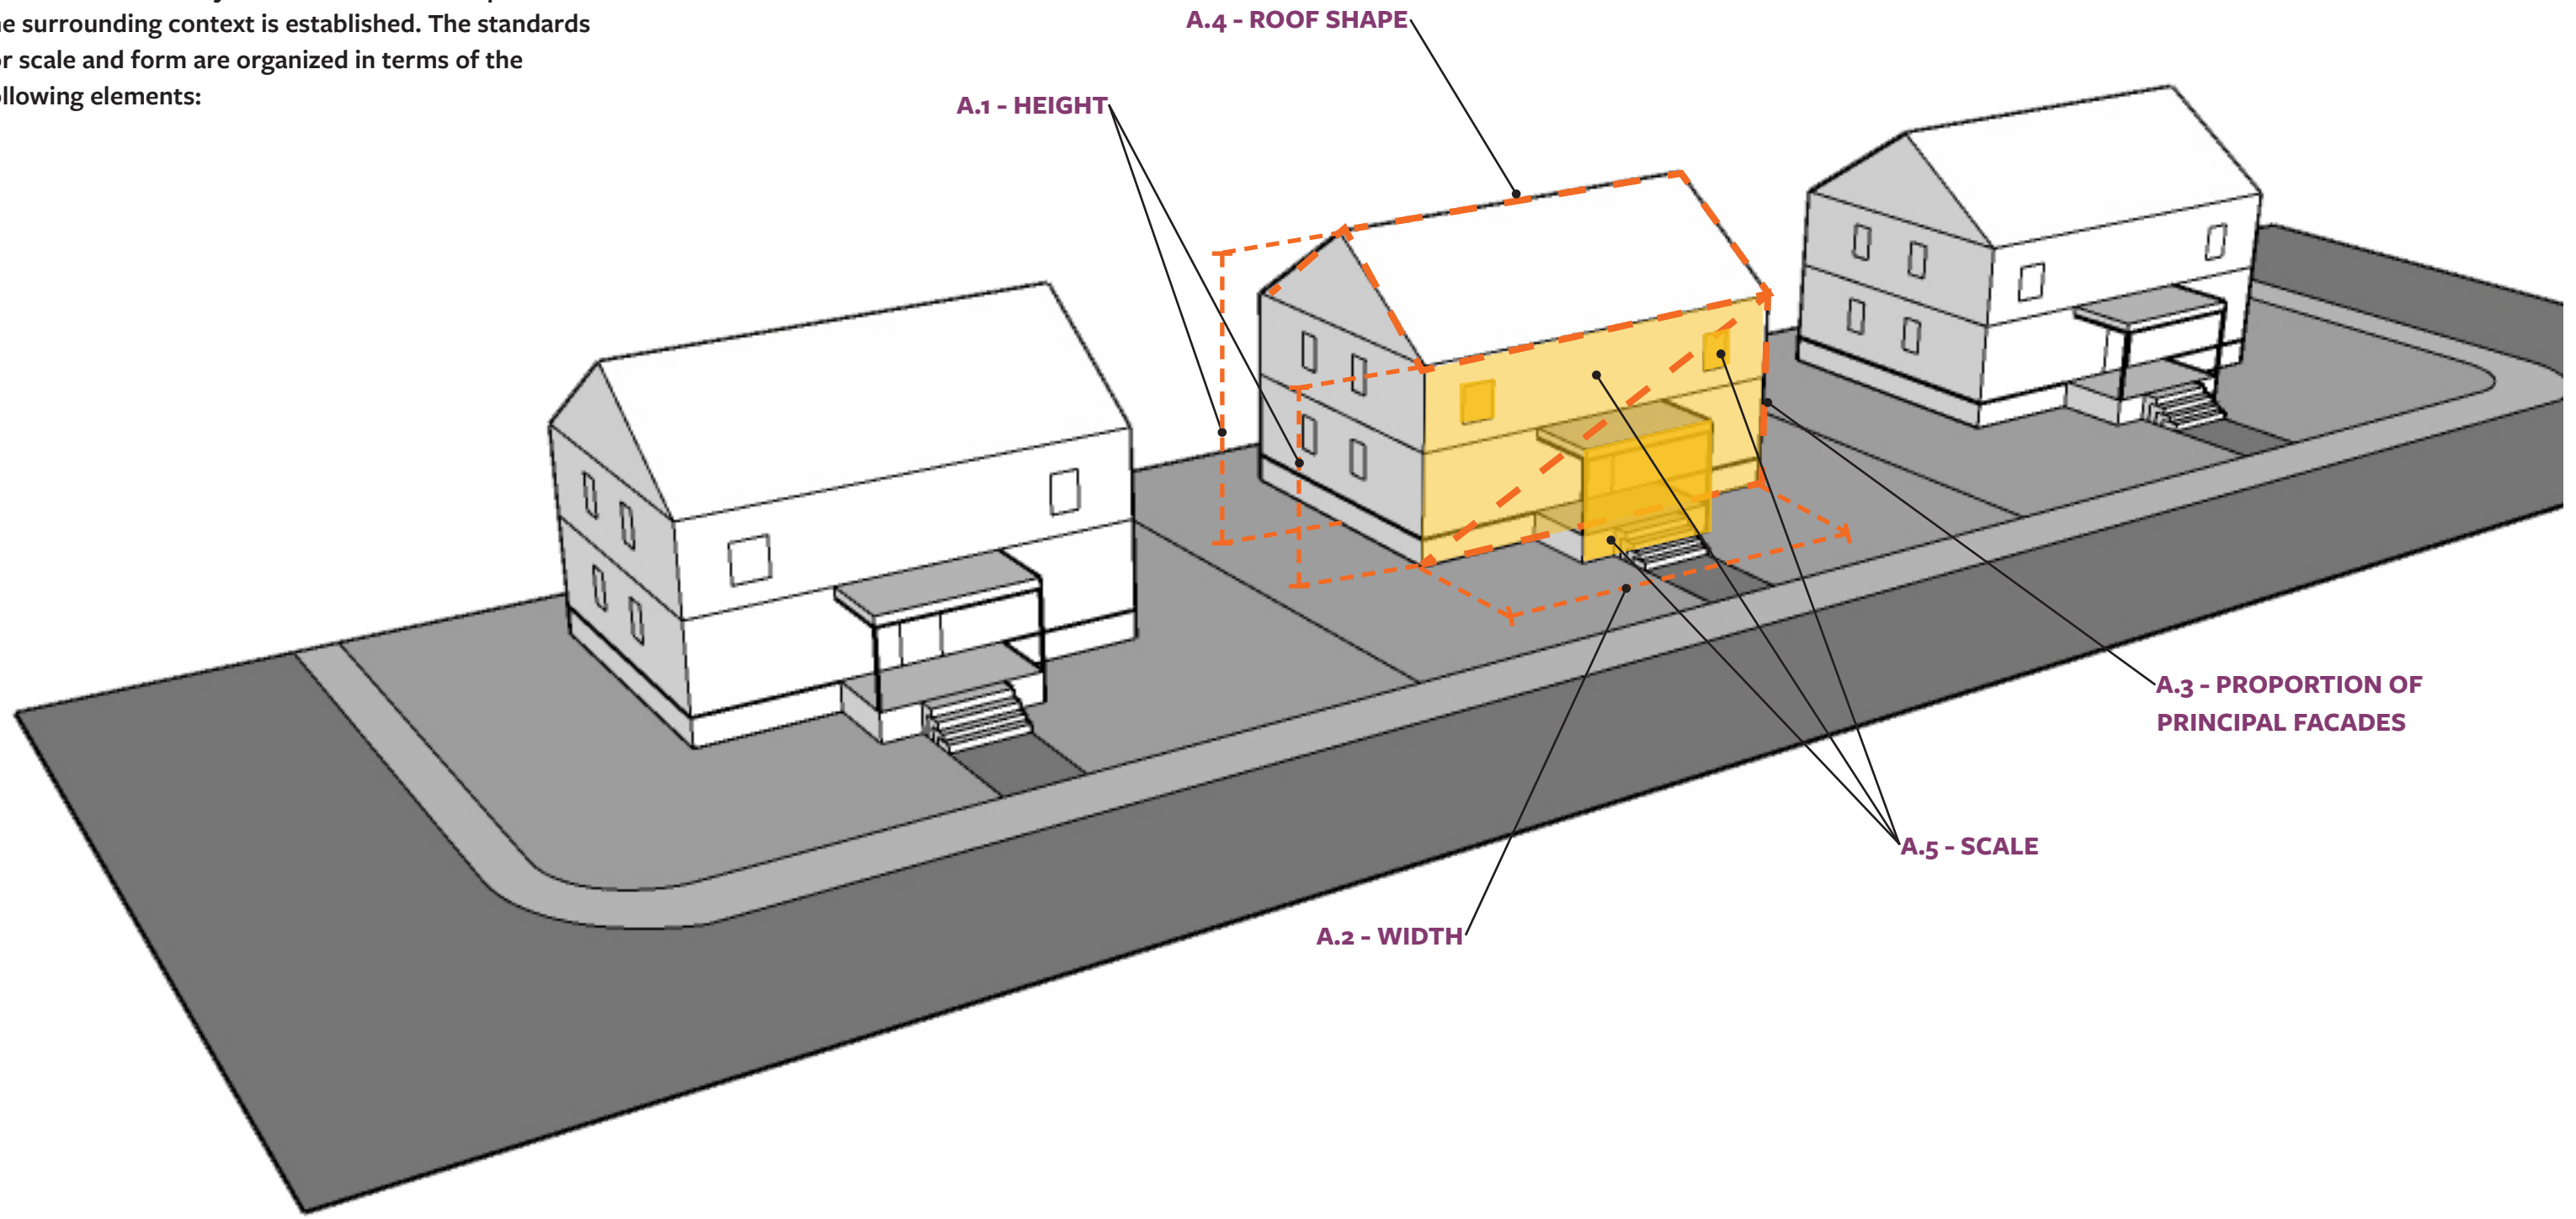 he surrounding context is established. The standards
r scale and form are organized in terms of the
llowing elements:
A.4 - ROOF SHAPE
A.1 - HEIGHT
A.3 - PROPORTION OF
PRINCIPAL FACADES
A.5 - SCALE
A.2 - WIDTH